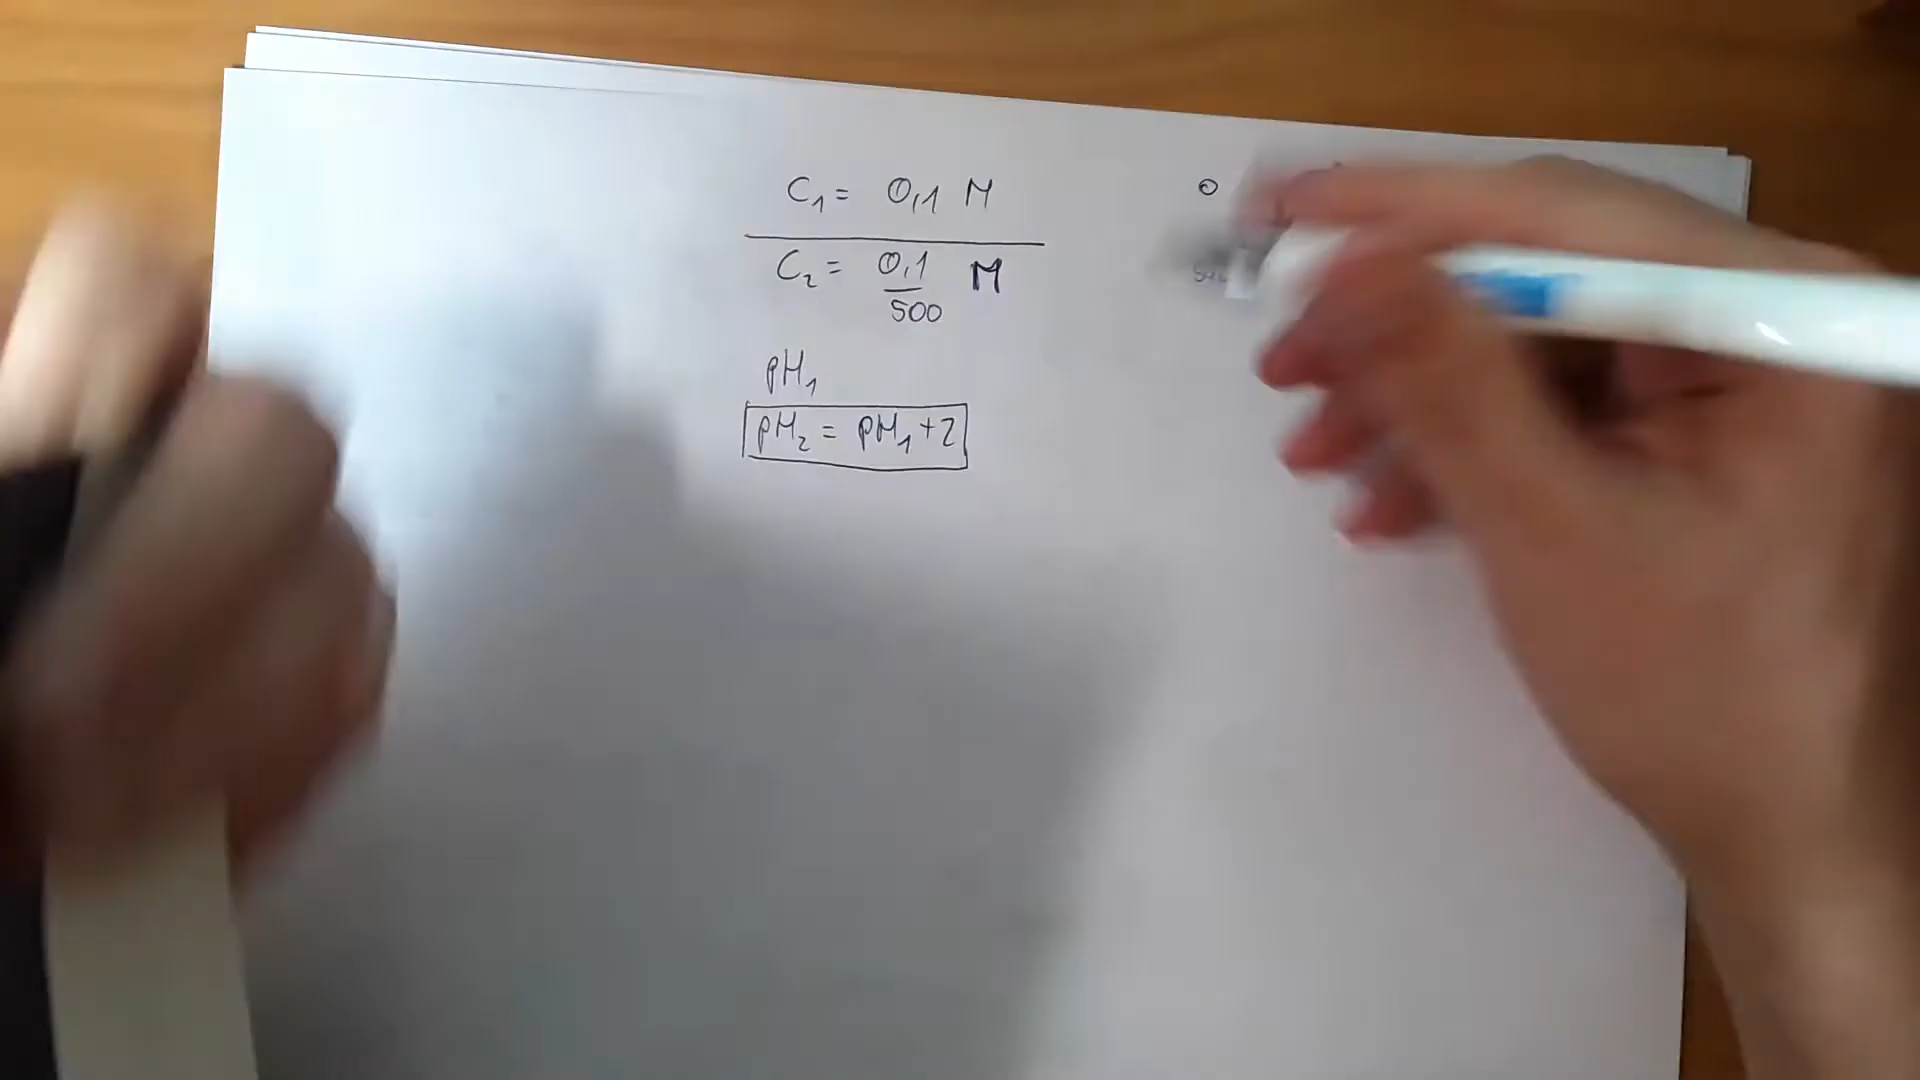 C₁ = 0,1 M
C₂ = 0,1/500 M
pH₁
pH₂ = pH₁+2